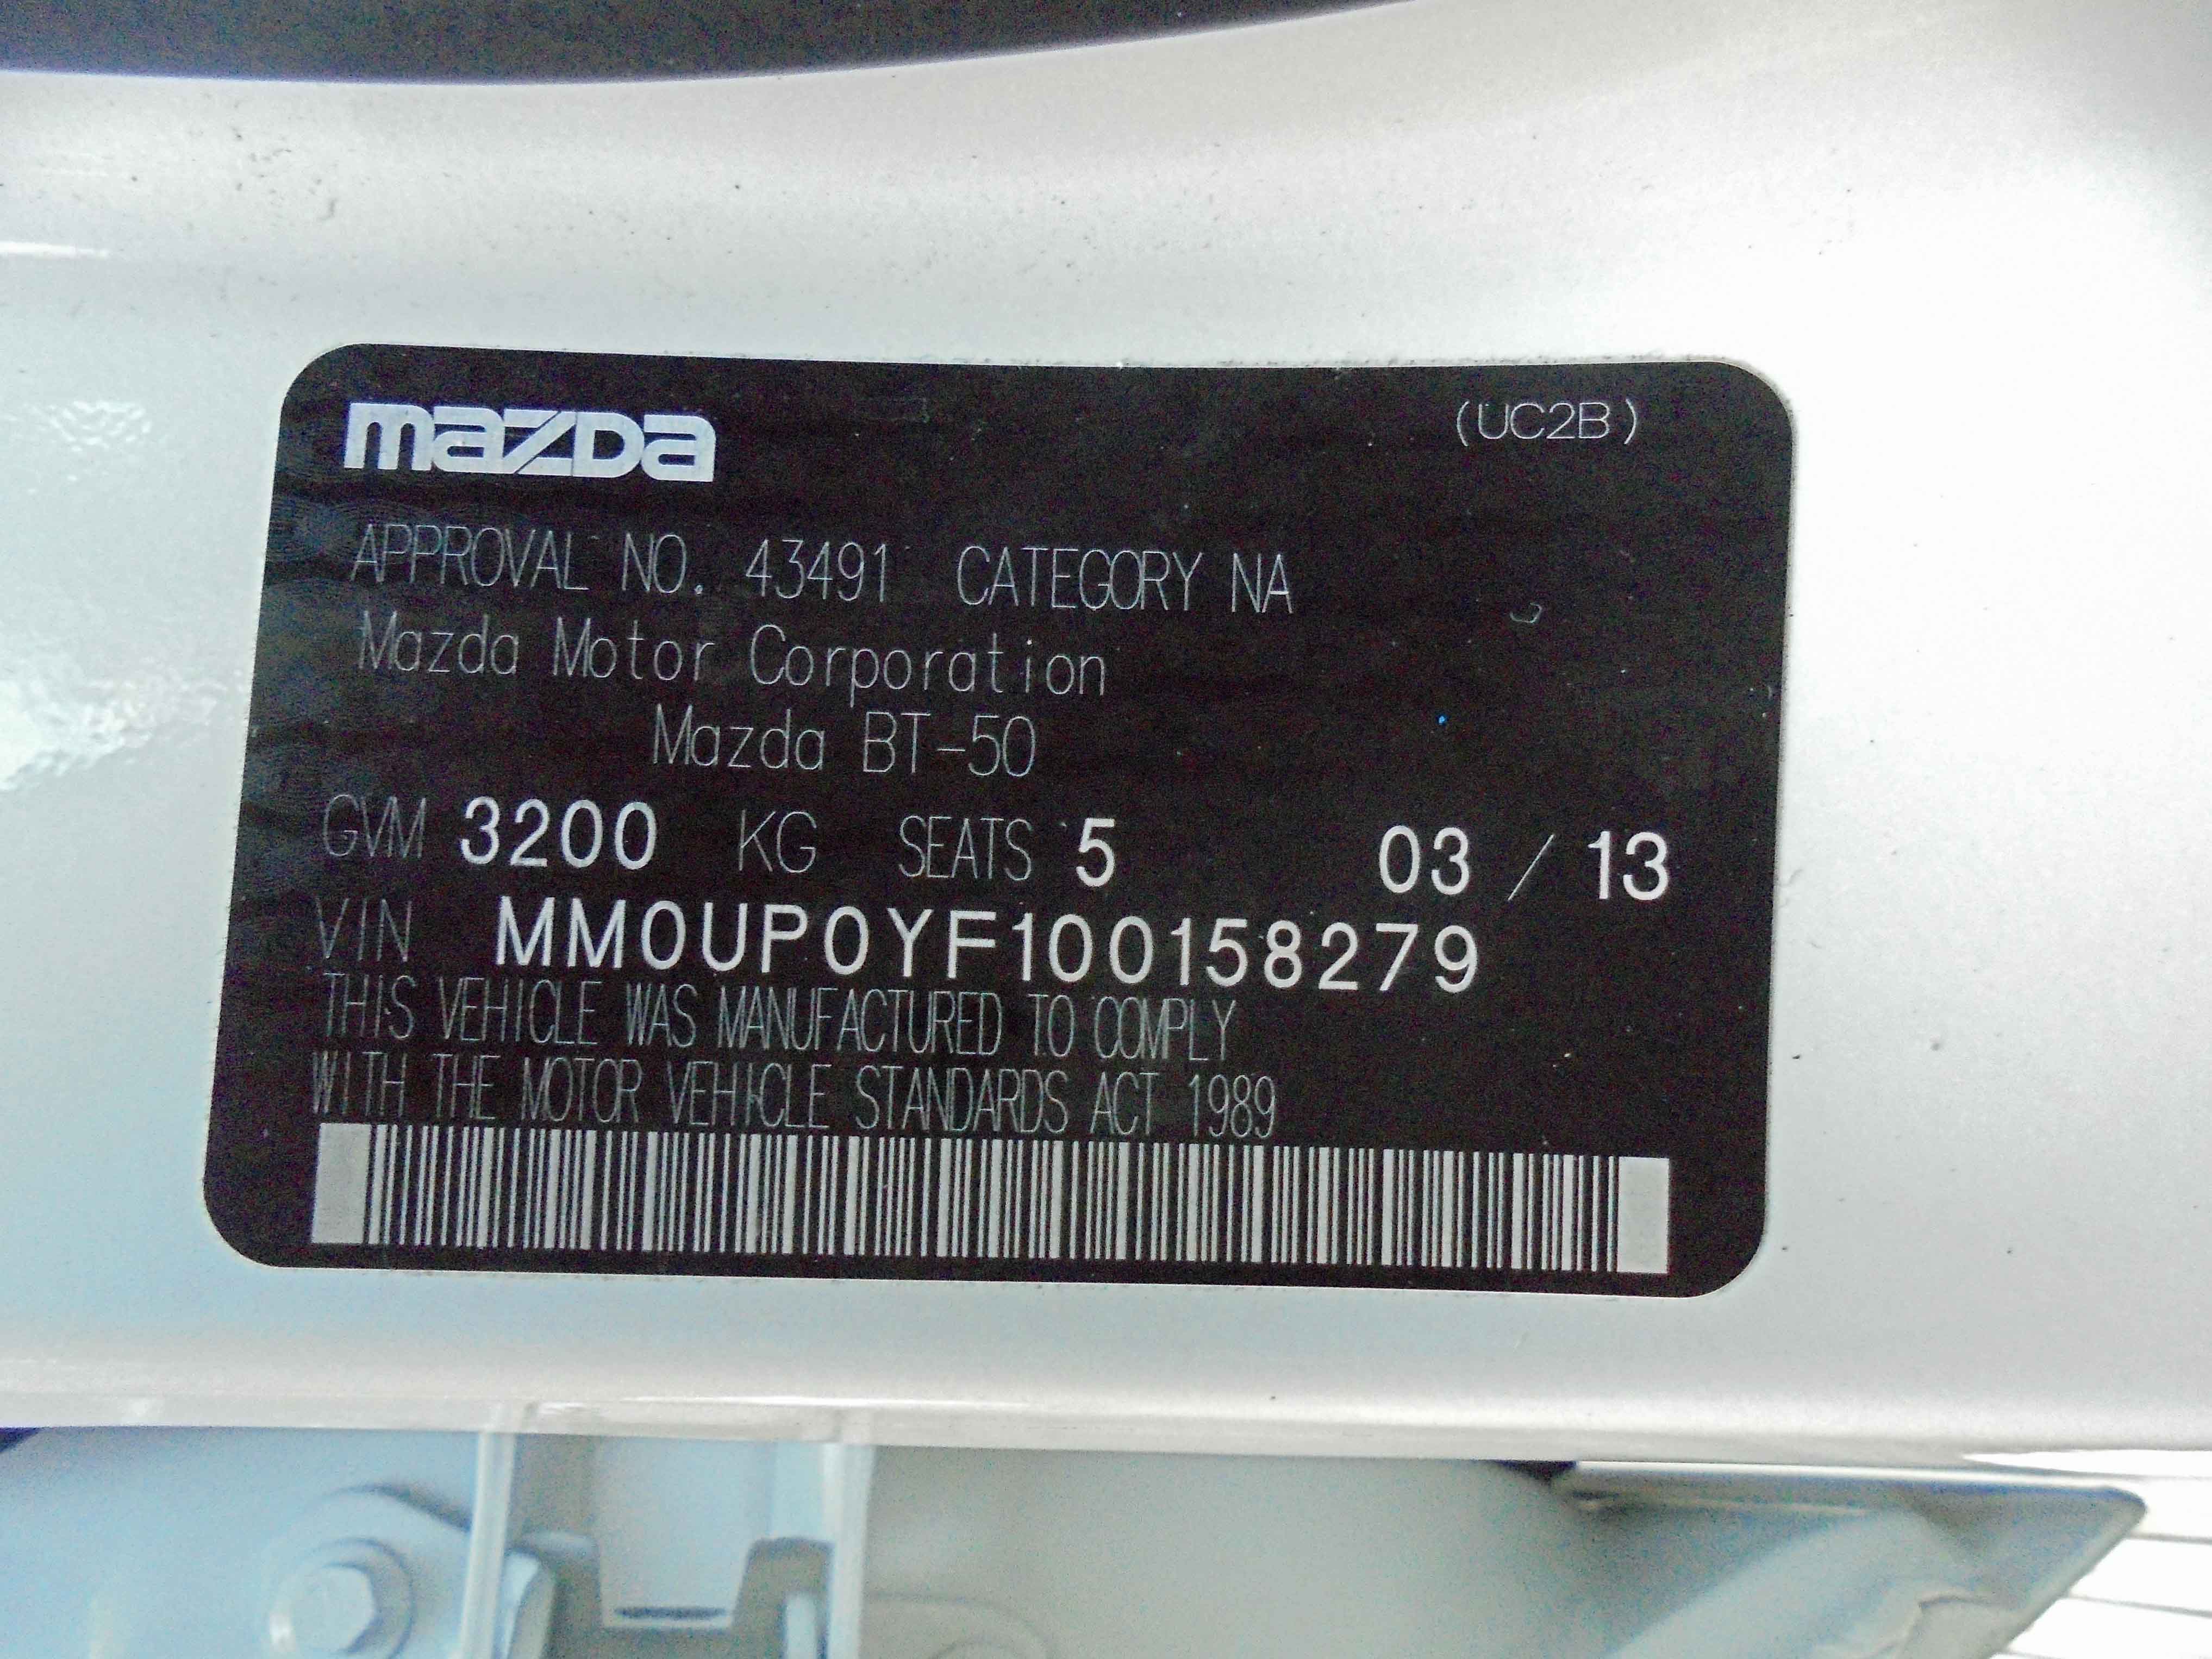 mazda (UC2B)
APPROVAL NO. 43491 CATEGORY NA
Mazda Motor Corporation
Mazda BT-50
GVM 3200 KG SEATS 5 03 / 13
VIN MM0UP0YF100158279
THIS VEHICLE WAS MANUFACTURED TO COMPLY
WITH THE MOTOR VEHICLE STANDARDS ACT 1989